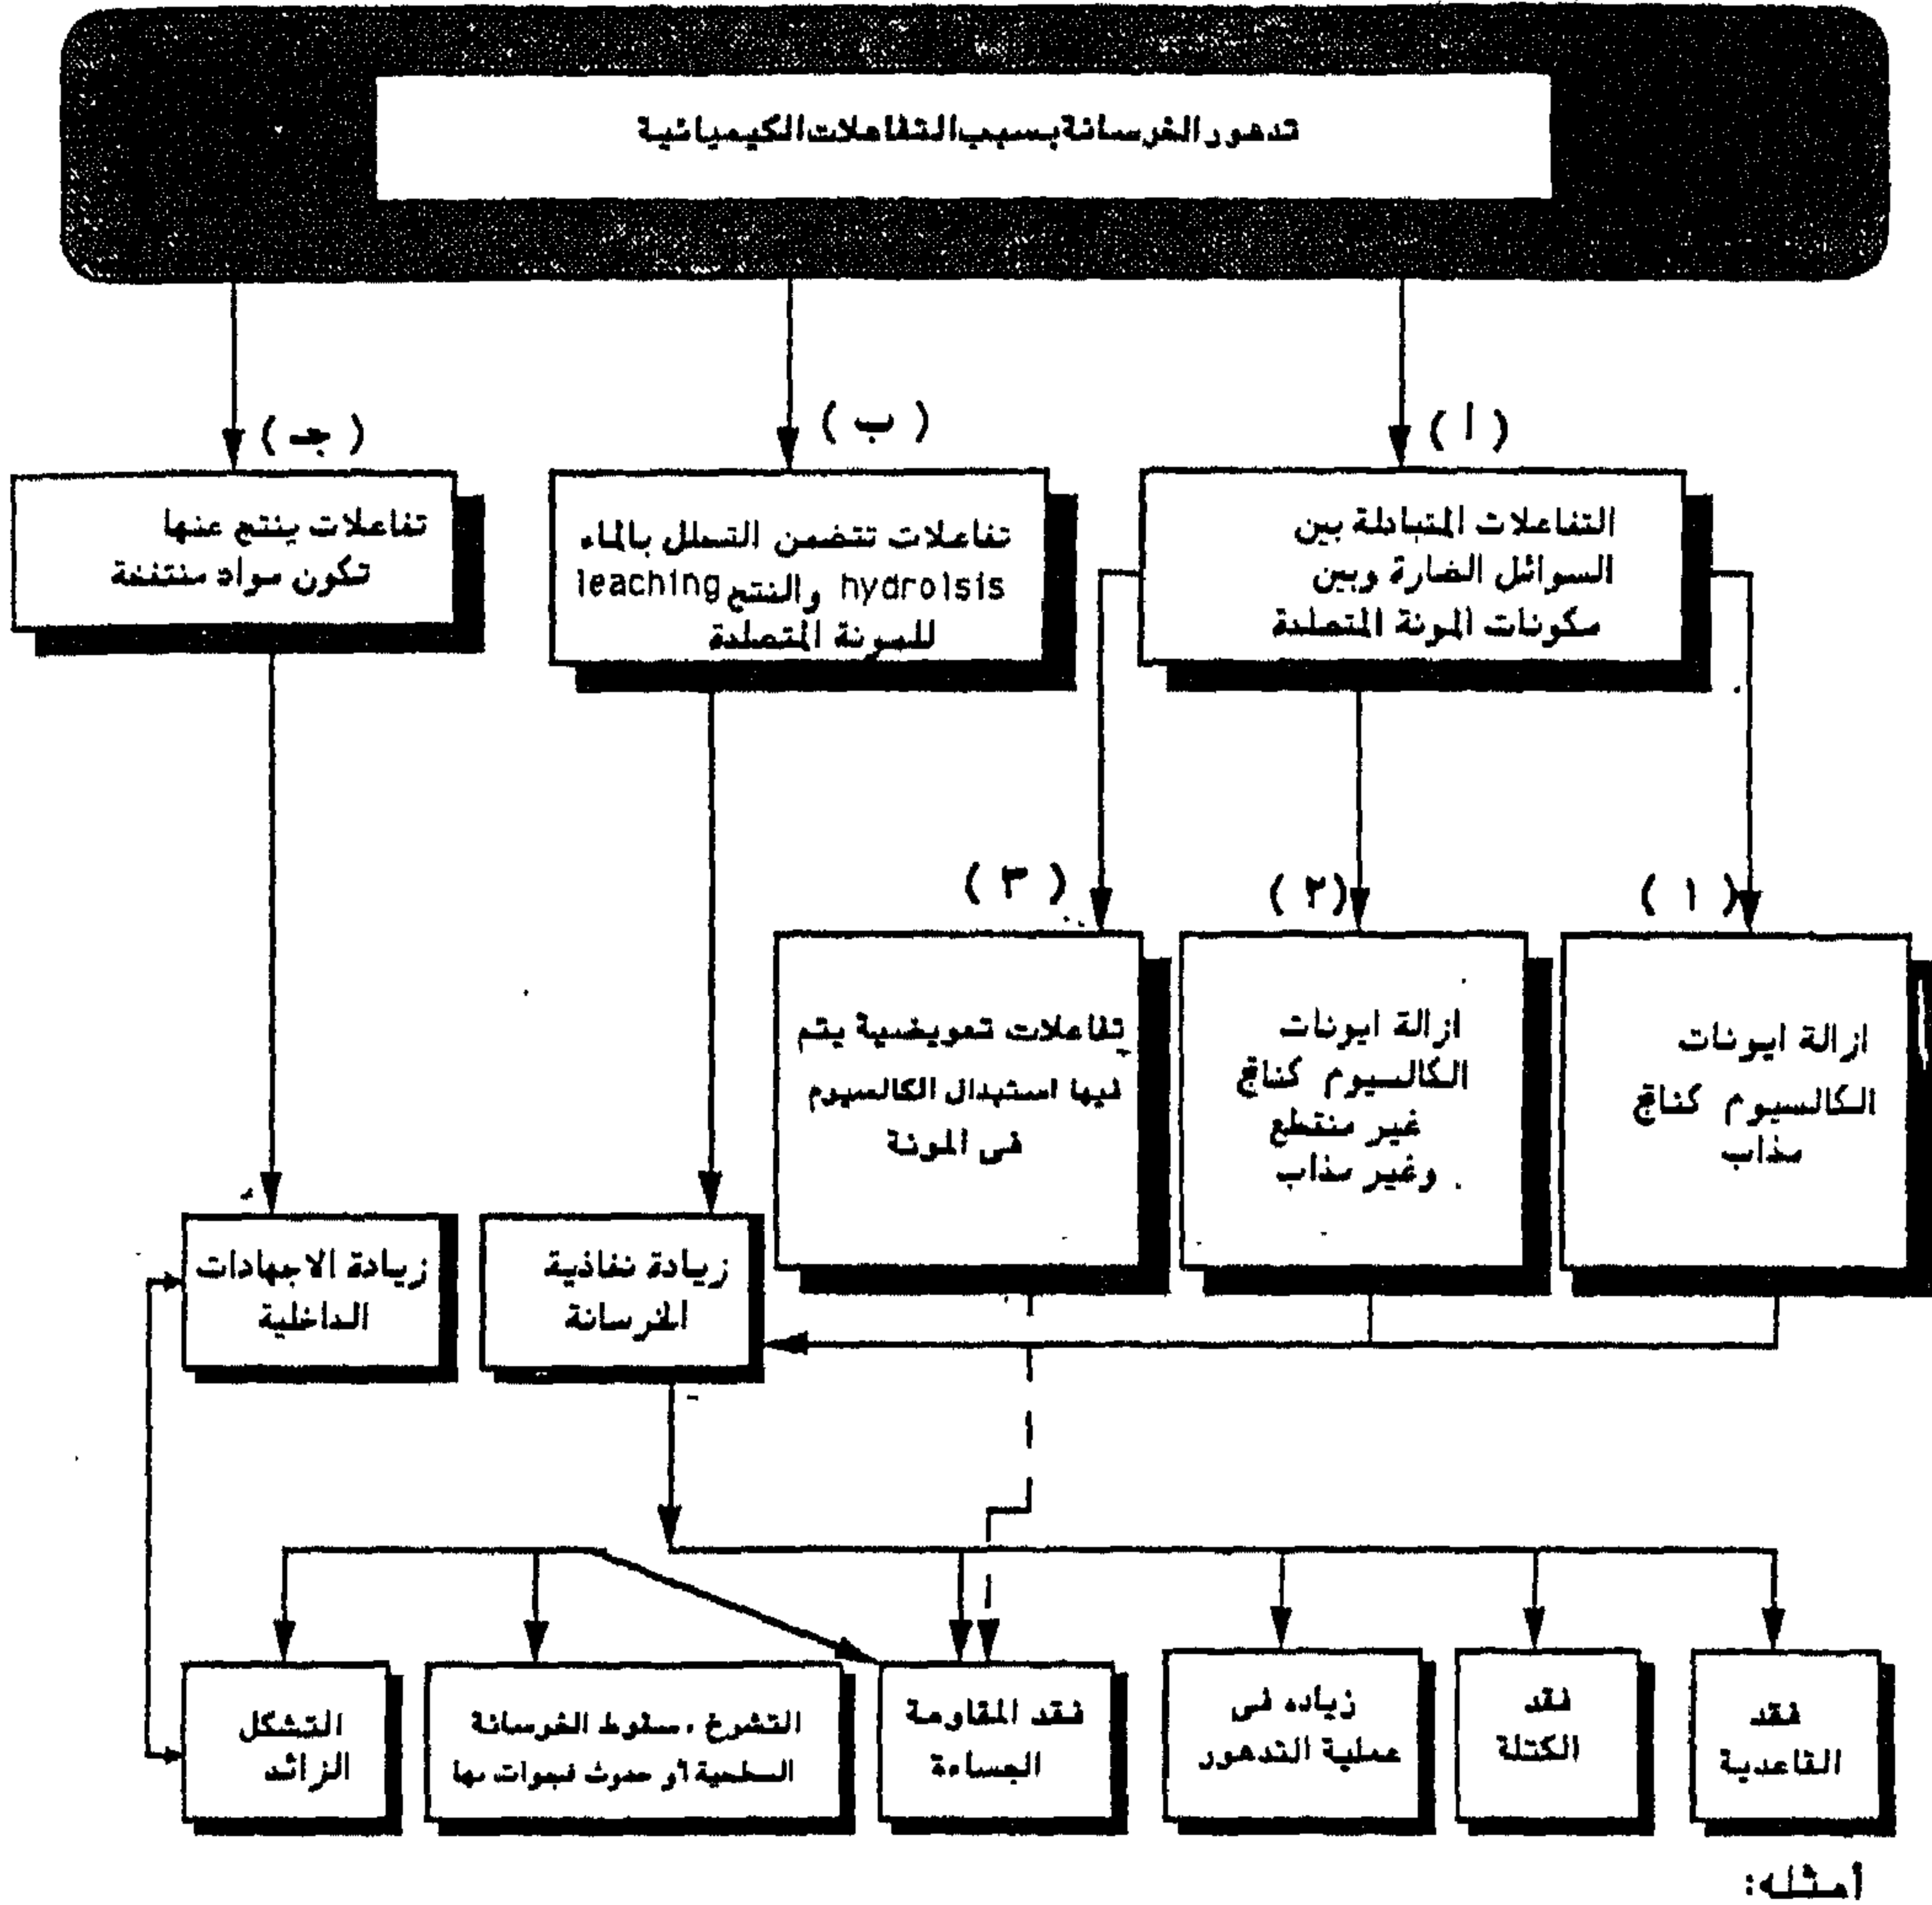 تدهور الخرسانة بسبب التفاعلات الكيميائية
( أ )
التفاعلات المتبادلة بين
السوائل الضارة وبين
مكونات المونة المتصلدة
( ب )
تفاعلات تتضمن التحلل بالماء
hydrolsis والنتح leaching
للمونة المتصلدة
( جـ )
تفاعلات ينتج عنها
تكون مواد منتفخة
( ١ )
ازالة ايونات
الكالسيوم كناتج
مذاب
( ٢ )
ازالة ايونات
الكالسيوم كناتج
غير منتطع
وغير مذاب
( ٣ )
تفاعلات تعويضية يتم
فيها استبدال الكالسيوم
فى المونة
زيادة نفاذية
الخرسانة
زيادة الاجهادات
الداخلية
فقد
القاعدية
فقد
الكتلة
زياده فى
عملية التدهور
فقد المقاومة
الجساءة
التشرخ ، سقوط الخرسانة
السطحية أو حدوث فجوات بها
التشكل
الزائد
أمثله: